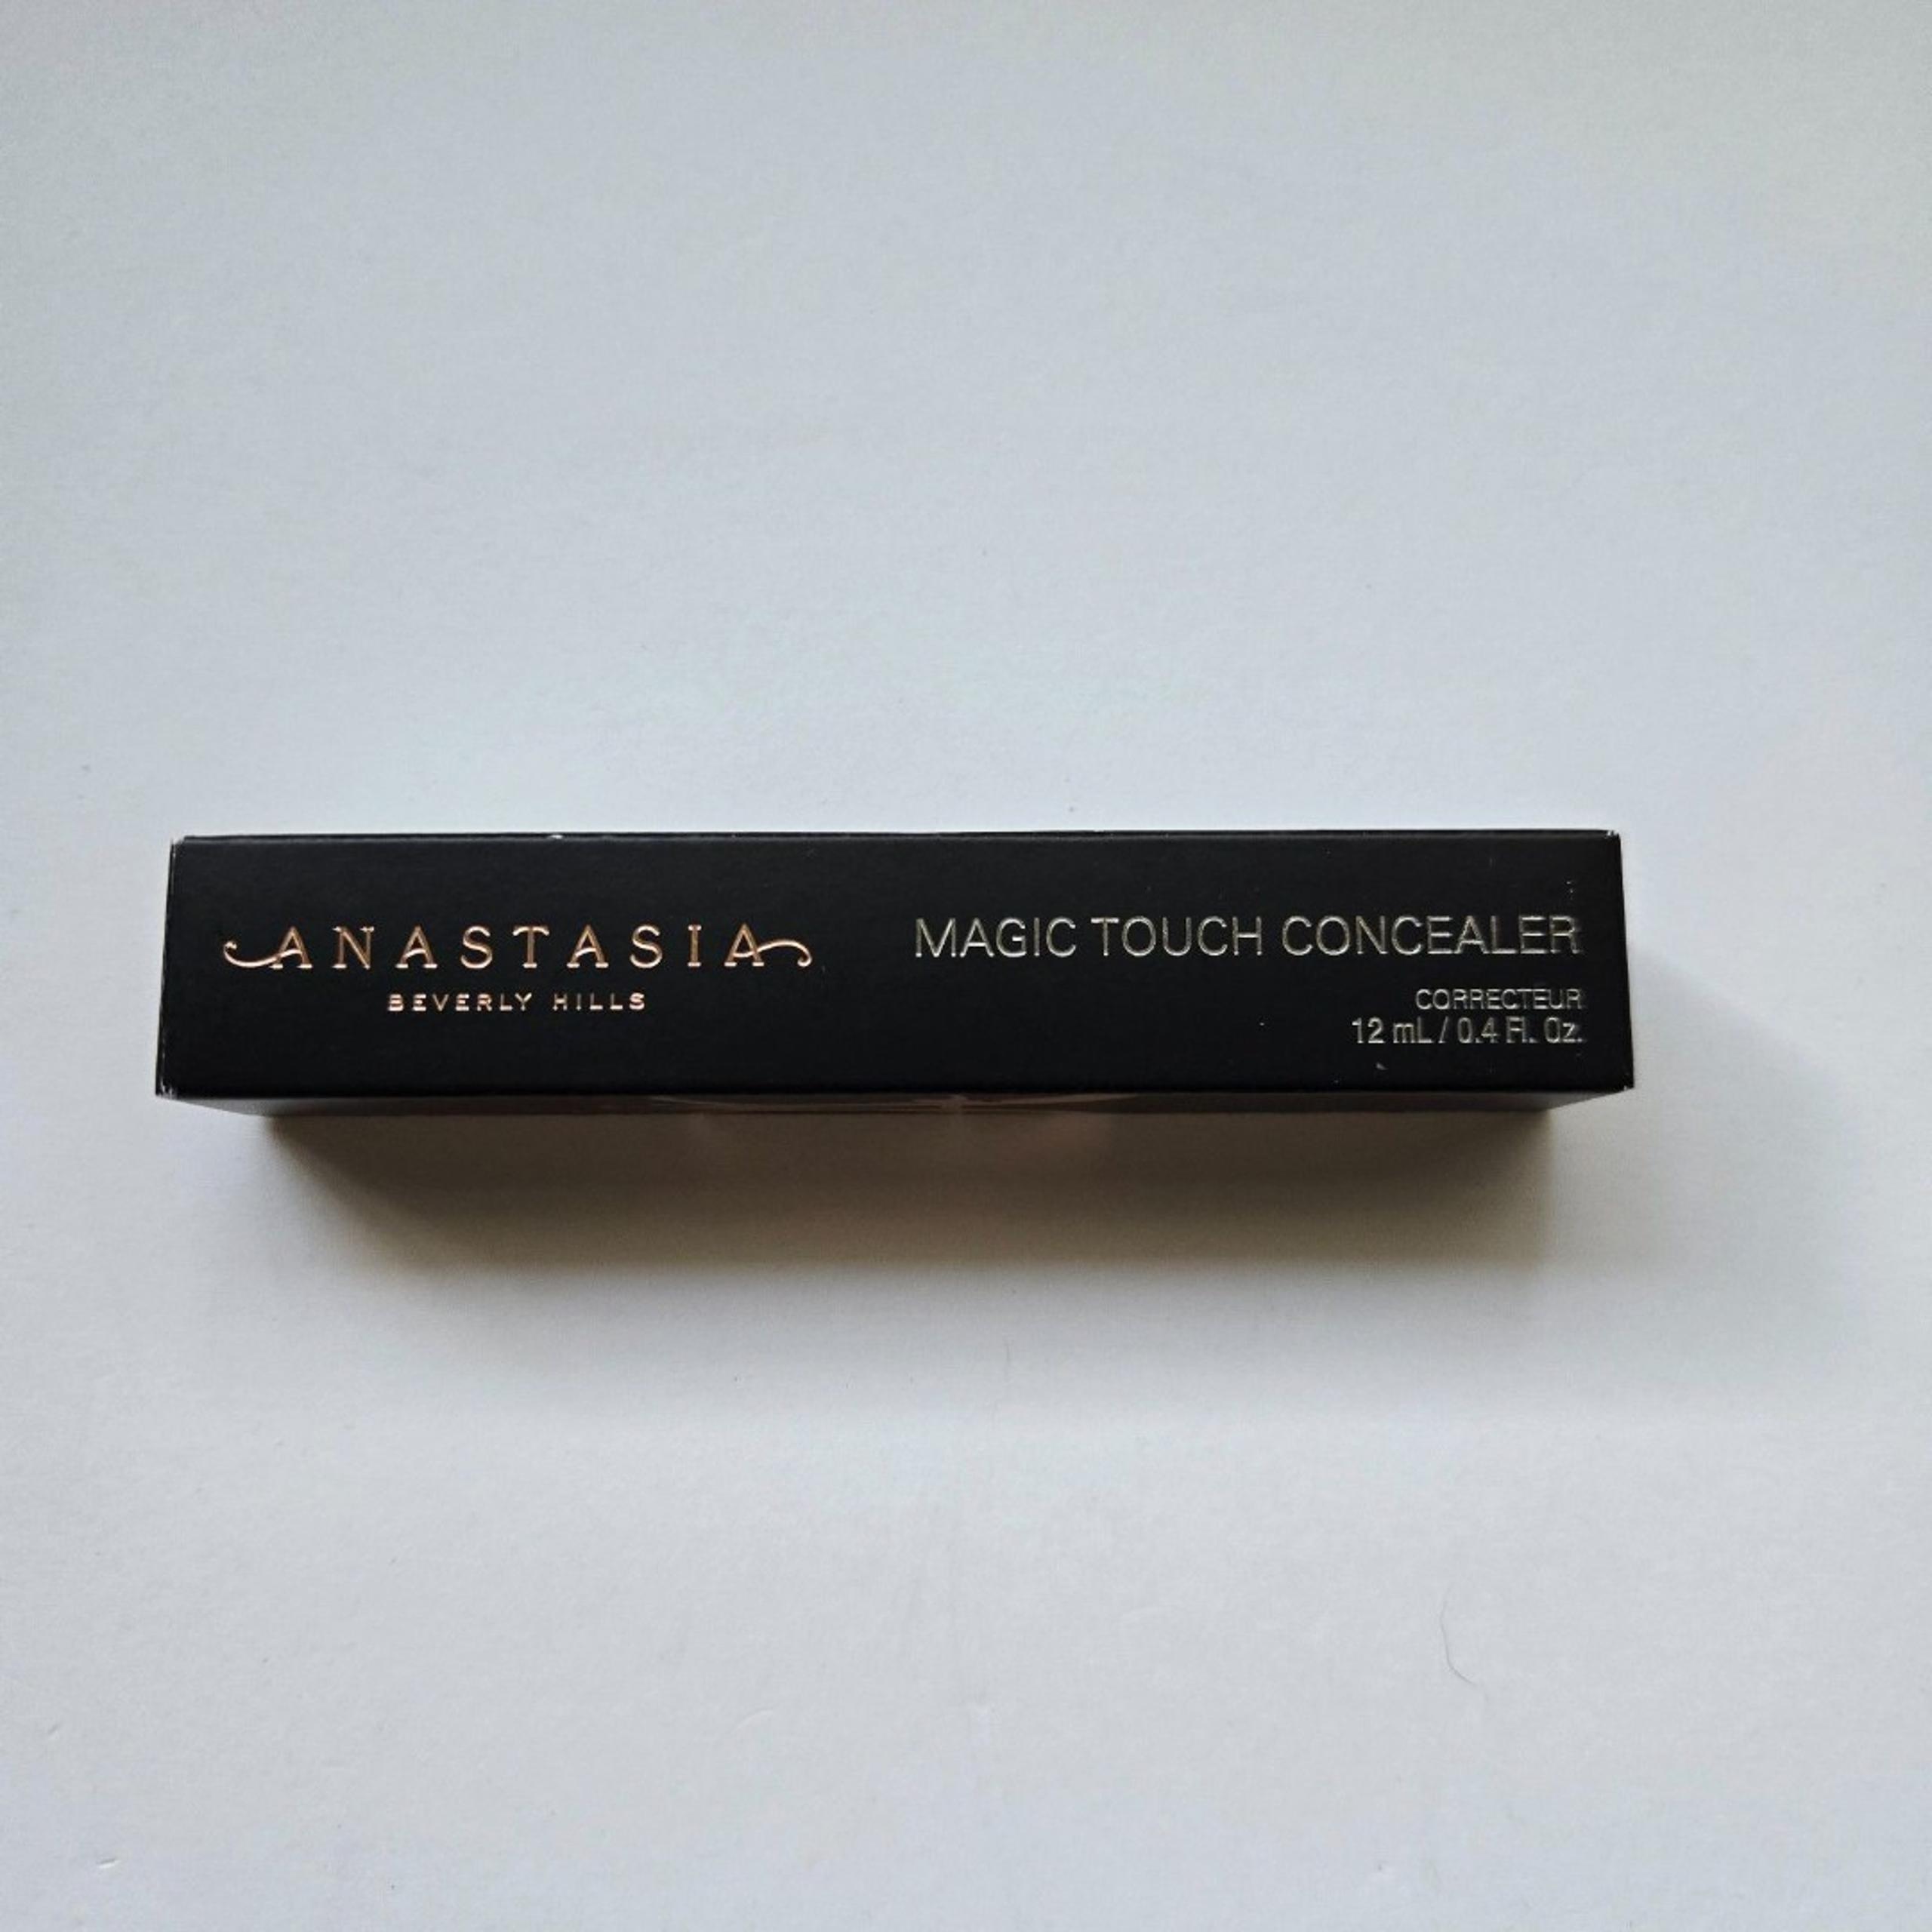 ANASTASIA
BEVERLY HILLS
MAGIC TOUCH CONCEALER
CORRECTEUR
12 mL / 0.4 Fl. Oz.